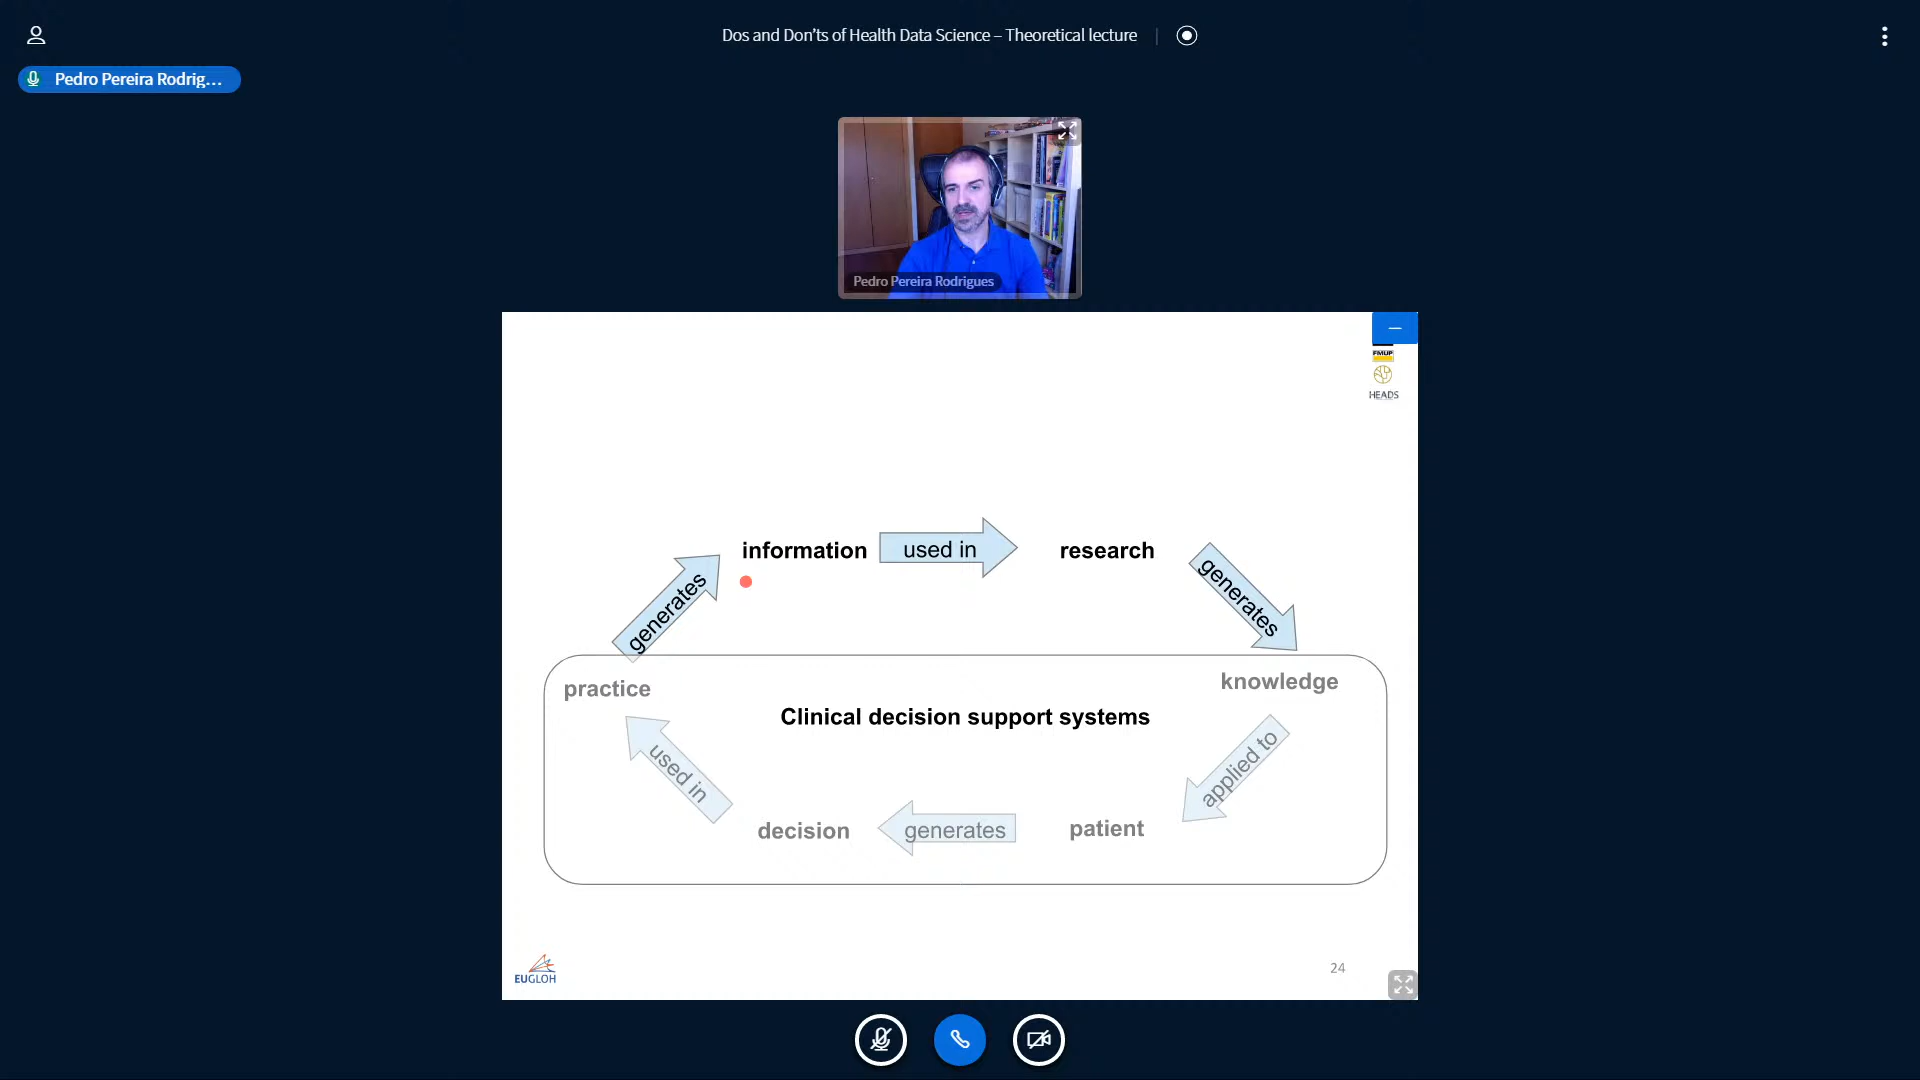 Dos and Don’ts of Health Data Science – Theoretical lecture
Pedro Pereira Rodrig...
Pedro Pereira Rodrigues
FMUP
HEADS
information
used in
research
generates
generates
practice
knowledge
Clinical decision support systems
used in
applied to
decision
generates
patient
EUGLOH
24